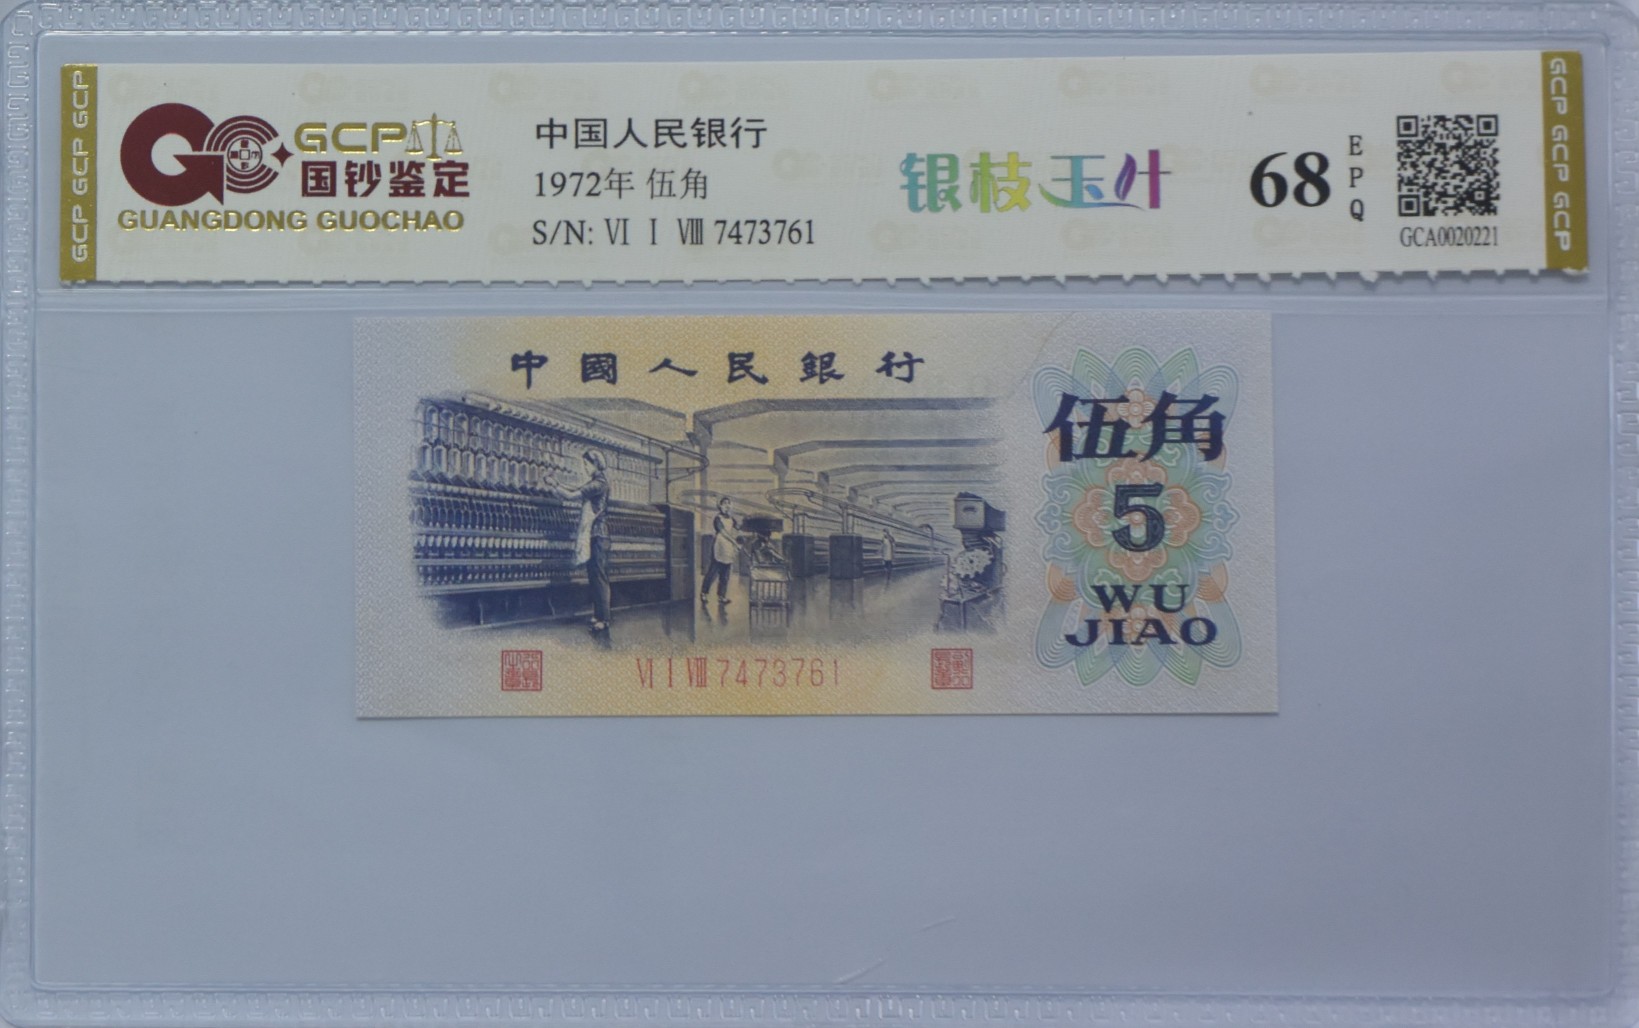 GCP GCP GCP
GCP
国钞鉴定
GUANGDONG GUOCHAO
中国人民银行
1972年 伍角
S/N: Ⅵ Ⅰ Ⅷ 7473761
银枝玉叶
68
EPQ
GCA0020221
GCP GCP GCP
中國人民銀行
伍角
5
WU
JIAO
Ⅵ Ⅰ Ⅷ 7473761